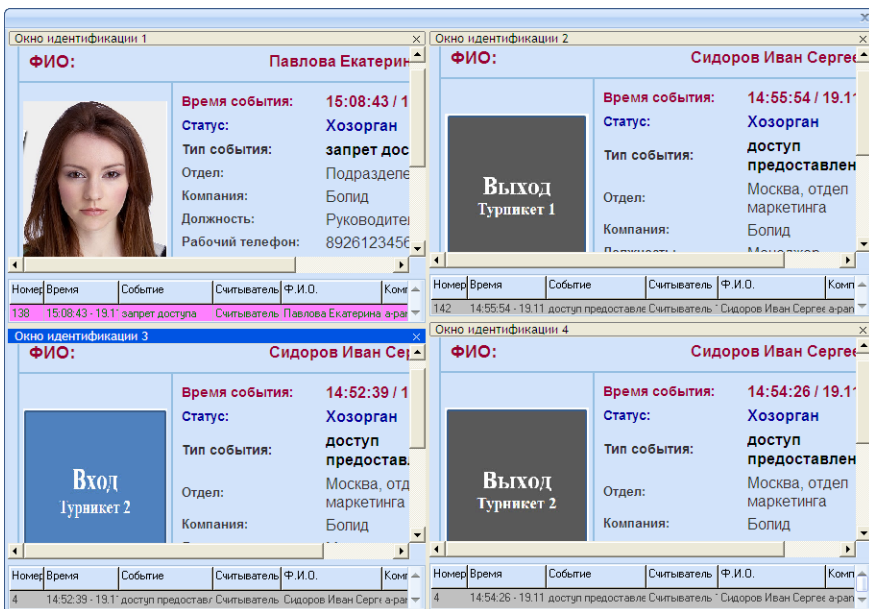 Окно идентификации 1
ФИО: Павлова Екатерин
Время события: 15:08:43 / 1
Статус: Хозорган
Тип события: запрет дос
Отдел: Подразделе
Компания: Болид
Должность: Руководите
Рабочий телефон: 8926123456
Номер Время Событие Считыватель Ф.И.О. Комп
138 15:08:43 - 19.1 запрет доступа Считыватель Павлова Екатерина
Окно идентификации 2
ФИО: Сидоров Иван Серге
Время события: 14:55:54 / 19.11
Статус: Хозорган
Тип события: доступ
предоставлен
Выход
Турникет 1
Отдел: Москва, отдел
маркетинга
Компания: Болид
Должность: Менеджер
Номер Время Событие Считыватель Ф.И.О. Комп
142 14:55:54 - 19.11 доступ предоставле Считыватель Сидоров Иван Серге
Окно идентификации 3
ФИО: Сидоров Иван Сер
Время события: 14:52:39 / 1
Статус: Хозорган
Тип события: доступ
предостав
Вход
Турникет 2
Отдел: Москва, отд
маркетинга
Компания: Болид
Номер Время Событие Считыватель Ф.И.О. Комп
4 14:52:39 - 19.1 доступ предостав Считыватель Сидоров Иван Серг
Окно идентификации 4
ФИО: Сидоров Иван Серге
Время события: 14:54:26 / 19.11
Статус: Хозорган
Тип события: доступ
предоставлен
Выход
Турникет 2
Отдел: Москва, отдел
маркетинга
Компания: Болид
Номер Время Событие Считыватель Ф.И.О. Комп
4 14:54:26 - 19.11 доступ предоставле Считыватель Сидоров Иван Серге